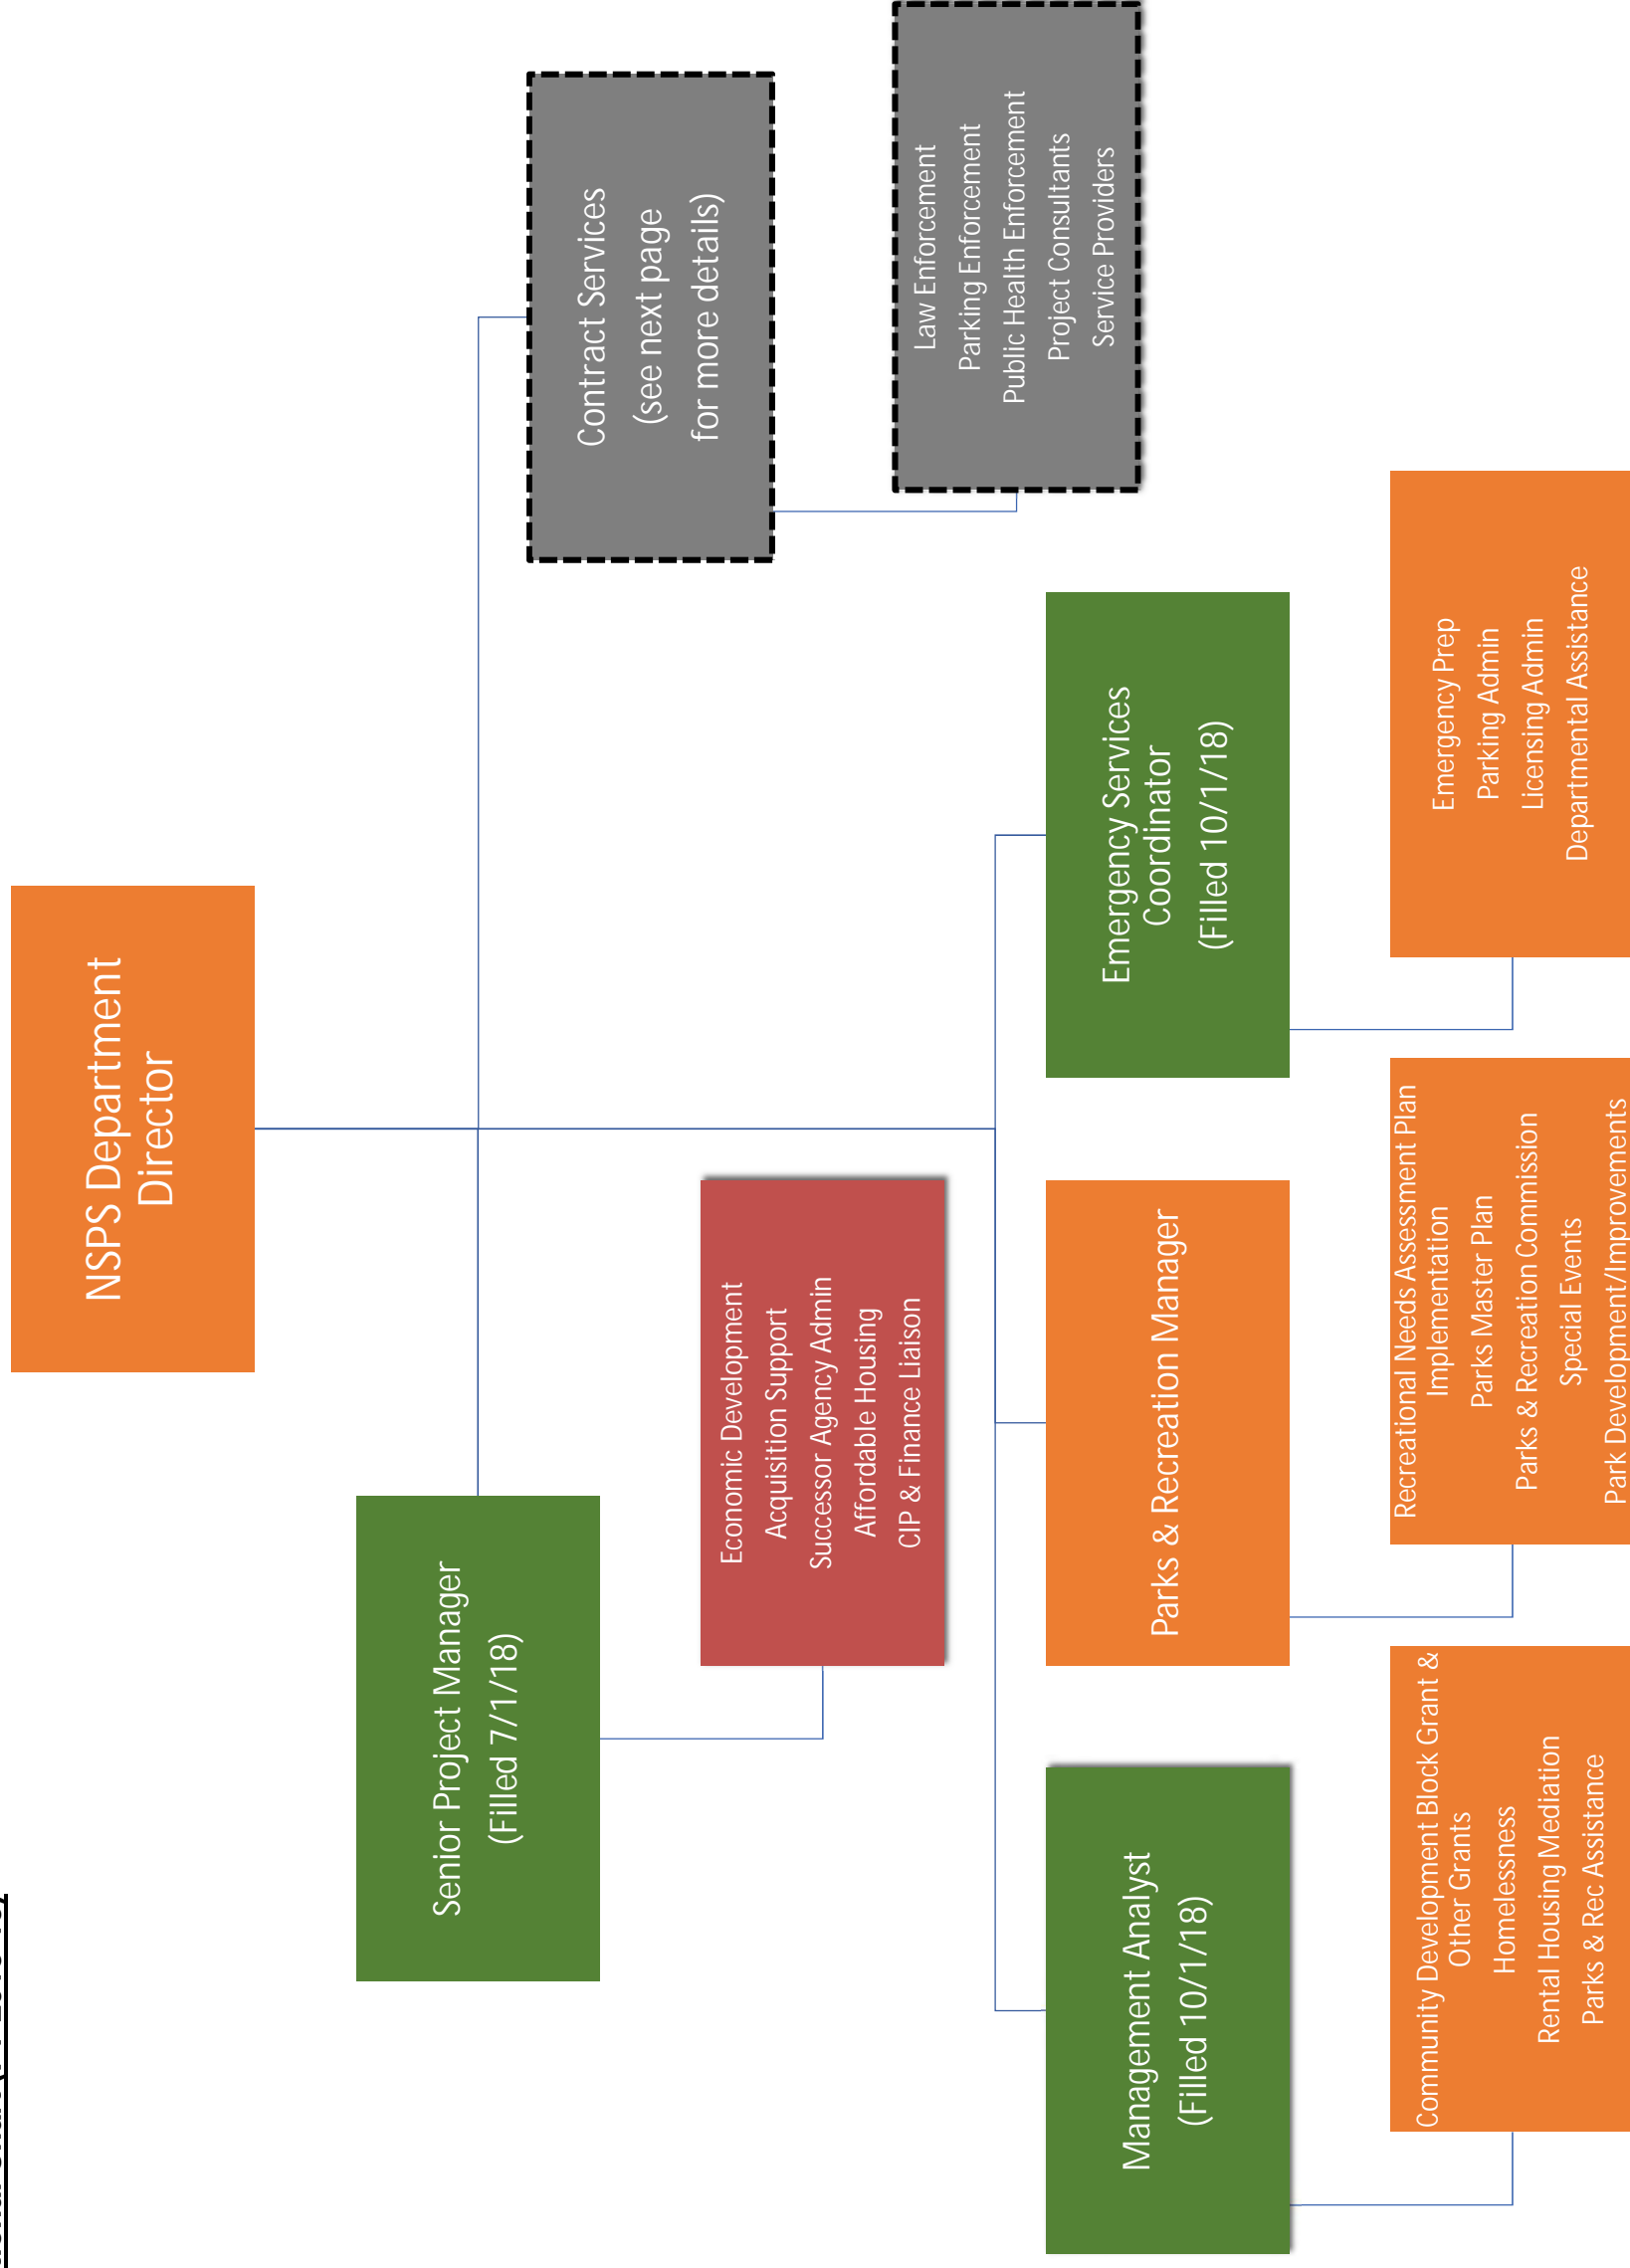 NSPS Department
Director
Senior Project Manager
(Filled 7/1/18)
Contract Services
(see next page
for more details)
Economic Development
Acquisition Support
Successor Agency Admin
Affordable Housing
CIP & Finance Liaison
Law Enforcement
Parking Enforcement
Public Health Enforcement
Project Consultants
Service Providers
Management Analyst
(Filled 10/1/18)
Parks & Recreation Manager
Emergency Services
Coordinator
(Filled 10/1/18)
Community Development Block Grant &
Other Grants
Homelessness
Rental Housing Mediation
Parks & Rec Assistance
Recreational Needs Assessment Plan
Implementation
Parks Master Plan
Parks & Recreation Commission
Special Events
Park Development/Improvements
Emergency Prep
Parking Admin
Licensing Admin
Departmental Assistance